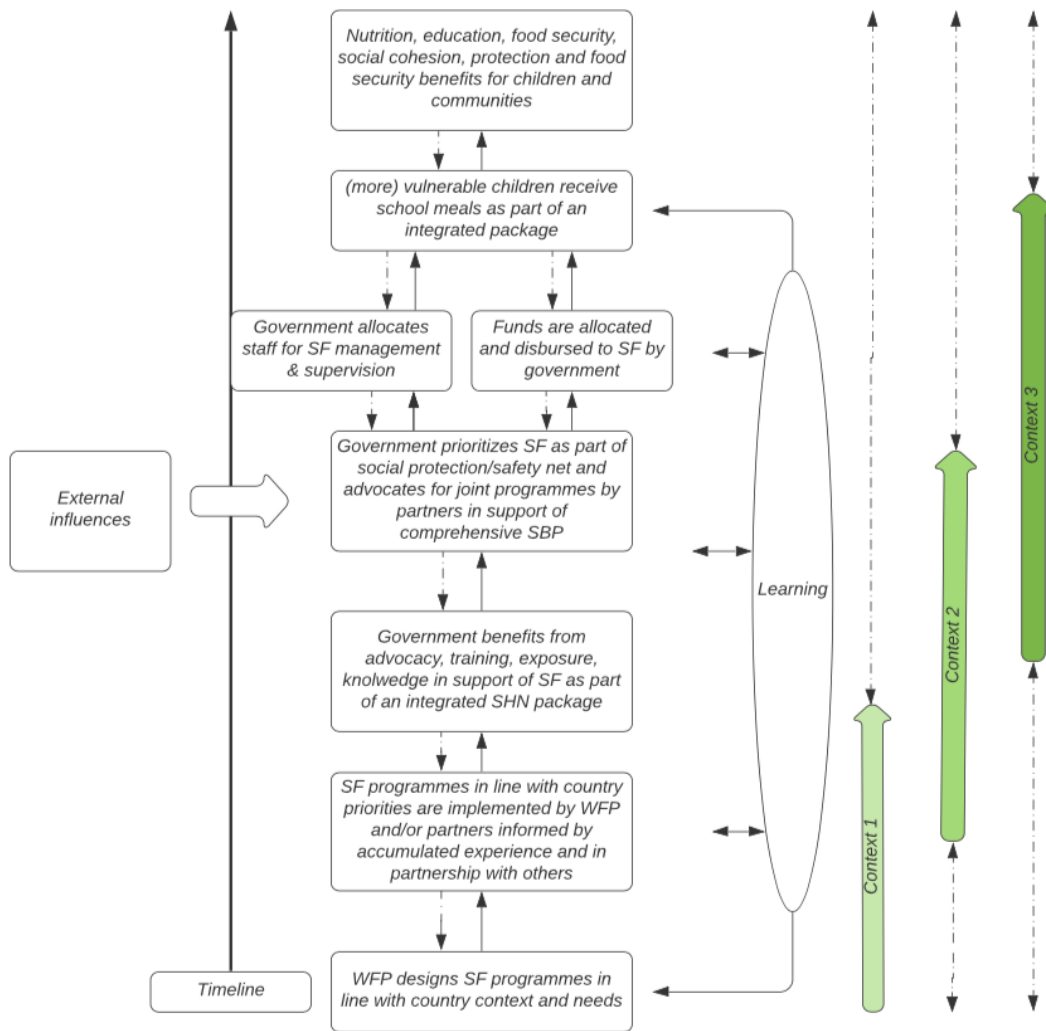 Nutrition, education, food security,
social cohesion, protection and food
security benefits for children and
communities
(more) vulnerable children receive
school meals as part of an
integrated package
Government allocates
staff for SF management
& supervision
Funds are allocated
and disbursed to SF by
government
Government prioritizes SF as part of
social protection/safety net and
advocates for joint programmes by
partners in support of
comprehensive SBP
External
influences
Learning
Government benefits from
advocacy, training, exposure,
knolwedge in support of SF as part
of an integrated SHN package
SF programmes in line with country
priorities are implemented by WFP
and/or partners informed by
accumulated experience and in
partnership with others
WFP designs SF programmes in
line with country context and needs
Timeline
Context 1
Context 2
Context 3